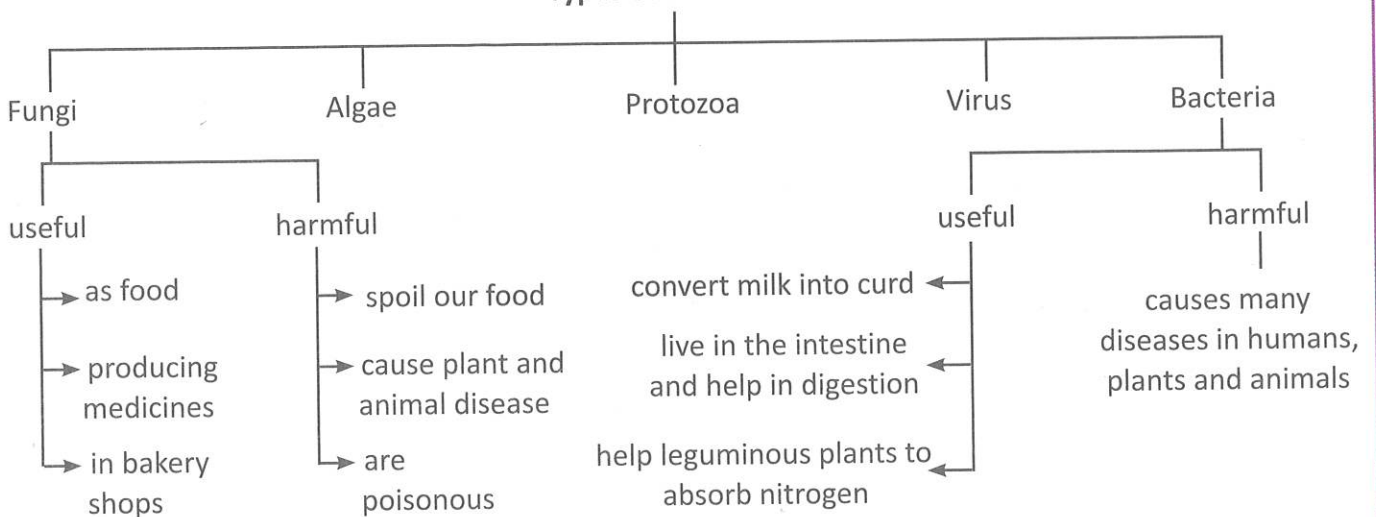 Fungi
Algae
Protozoa
Virus
Bacteria
useful
harmful
useful
harmful
as food
producing
medicines
in bakery
shops
spoil our food
cause plant and
animal disease
are
poisonous
convert milk into curd
live in the intestine
and help in digestion
help leguminous plants to
absorb nitrogen
causes many
diseases in humans,
plants and animals